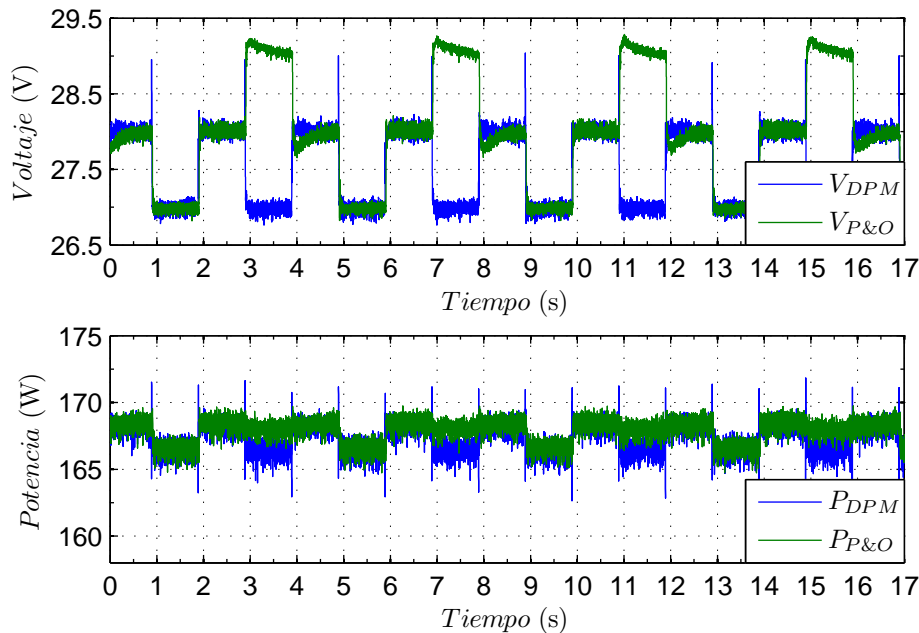 29.5
28.5
27.5
26.5
Voltaje (V)
0 1 2 3 4 5 6 7 8 9 10 11 12 13 14 15 16 17
Tiempo (s)
V_DPM
V_P&O
175
170
165
160
Potencia (W)
0 1 2 3 4 5 6 7 8 9 10 11 12 13 14 15 16 17
Tiempo (s)
P_DPM
P_P&O